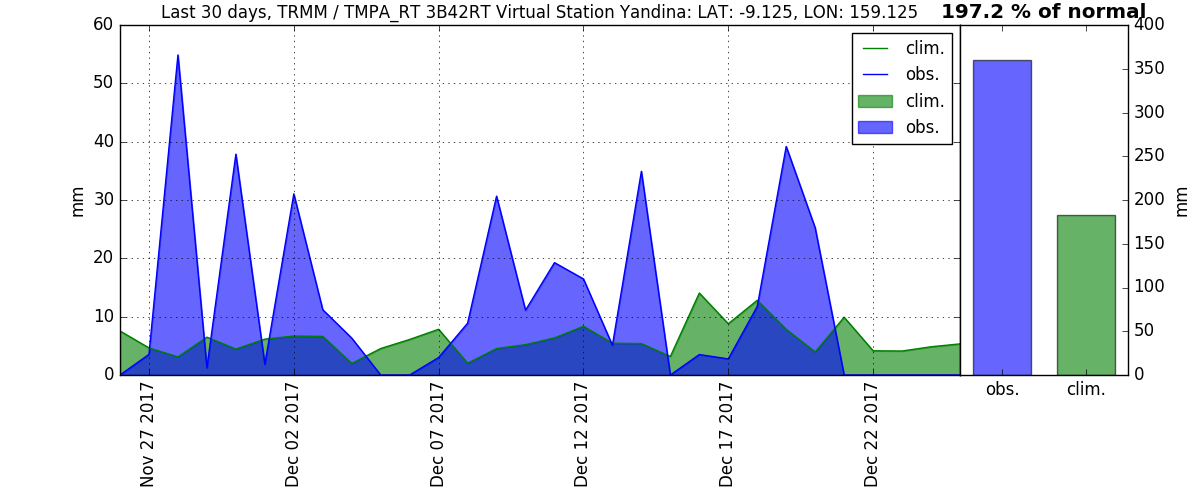 Last 30 days, TRMM / TMPA_RT 3B42RT Virtual Station Yandina: LAT: -9.125, LON: 159.125
197.2 % of normal
60
50
40
30
20
10
0
mm
clim.
obs.
clim.
obs.
Nov 27 2017
Dec 02 2017
Dec 07 2017
Dec 12 2017
Dec 17 2017
Dec 22 2017
400
350
300
250
200
150
100
50
0
mm
obs.
clim.